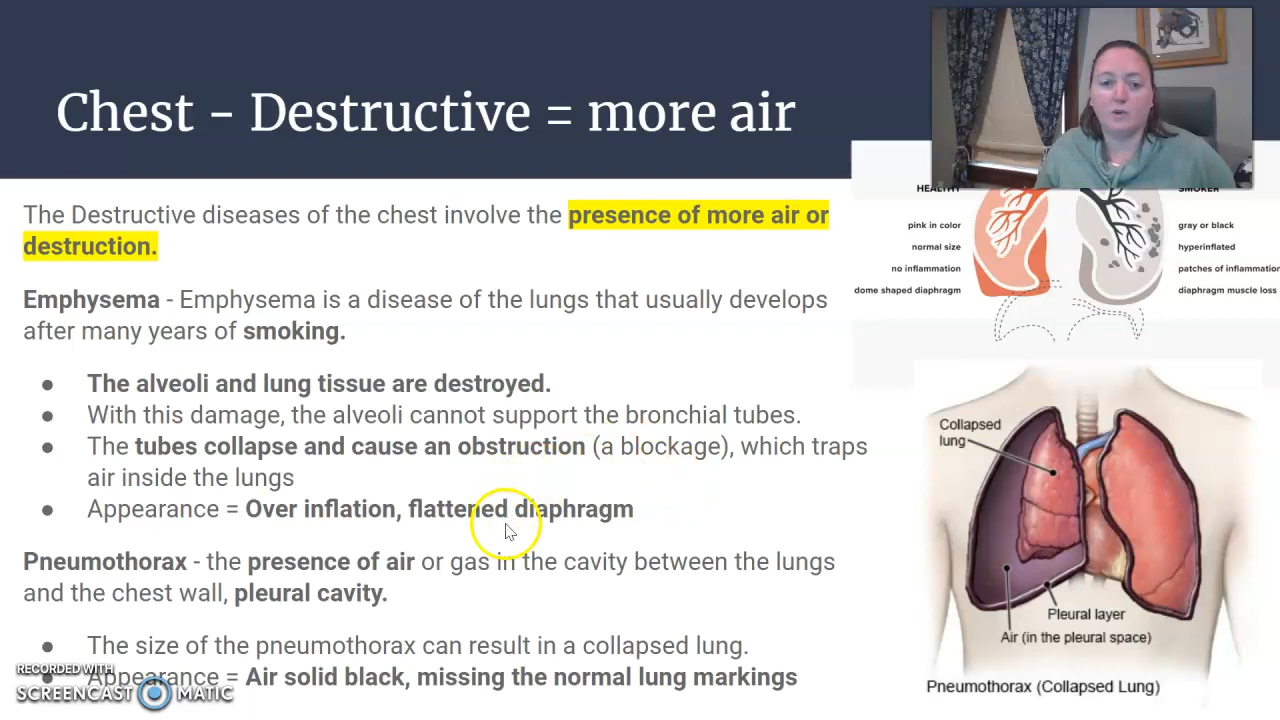 Chest - Destructive = more air
The Destructive diseases of the chest involve the presence of more air or
destruction.
Emphysema - Emphysema is a disease of the lungs that usually develops
after many years of smoking.
● The alveoli and lung tissue are destroyed.
● With this damage, the alveoli cannot support the bronchial tubes.
● The tubes collapse and cause an obstruction (a blockage), which traps
air inside the lungs
● Appearance = Over inflation, flattened diaphragm
Pneumothorax - the presence of air or gas in the cavity between the lungs
and the chest wall, pleural cavity.
● The size of the pneumothorax can result in a collapsed lung.
● Appearance = Air solid black, missing the normal lung markings
HEALTHY
pink in color
normal size
no inflammation
dome shaped diaphragm
SMOKER
gray or black
hyperinflated
patches of inflammation
diaphragm muscle loss
Collapsed
lung
Pleural layer
Air (in the pleural space)
Pneumothorax (Collapsed Lung)
RECORDED WITH
SCREENCAST MATIC